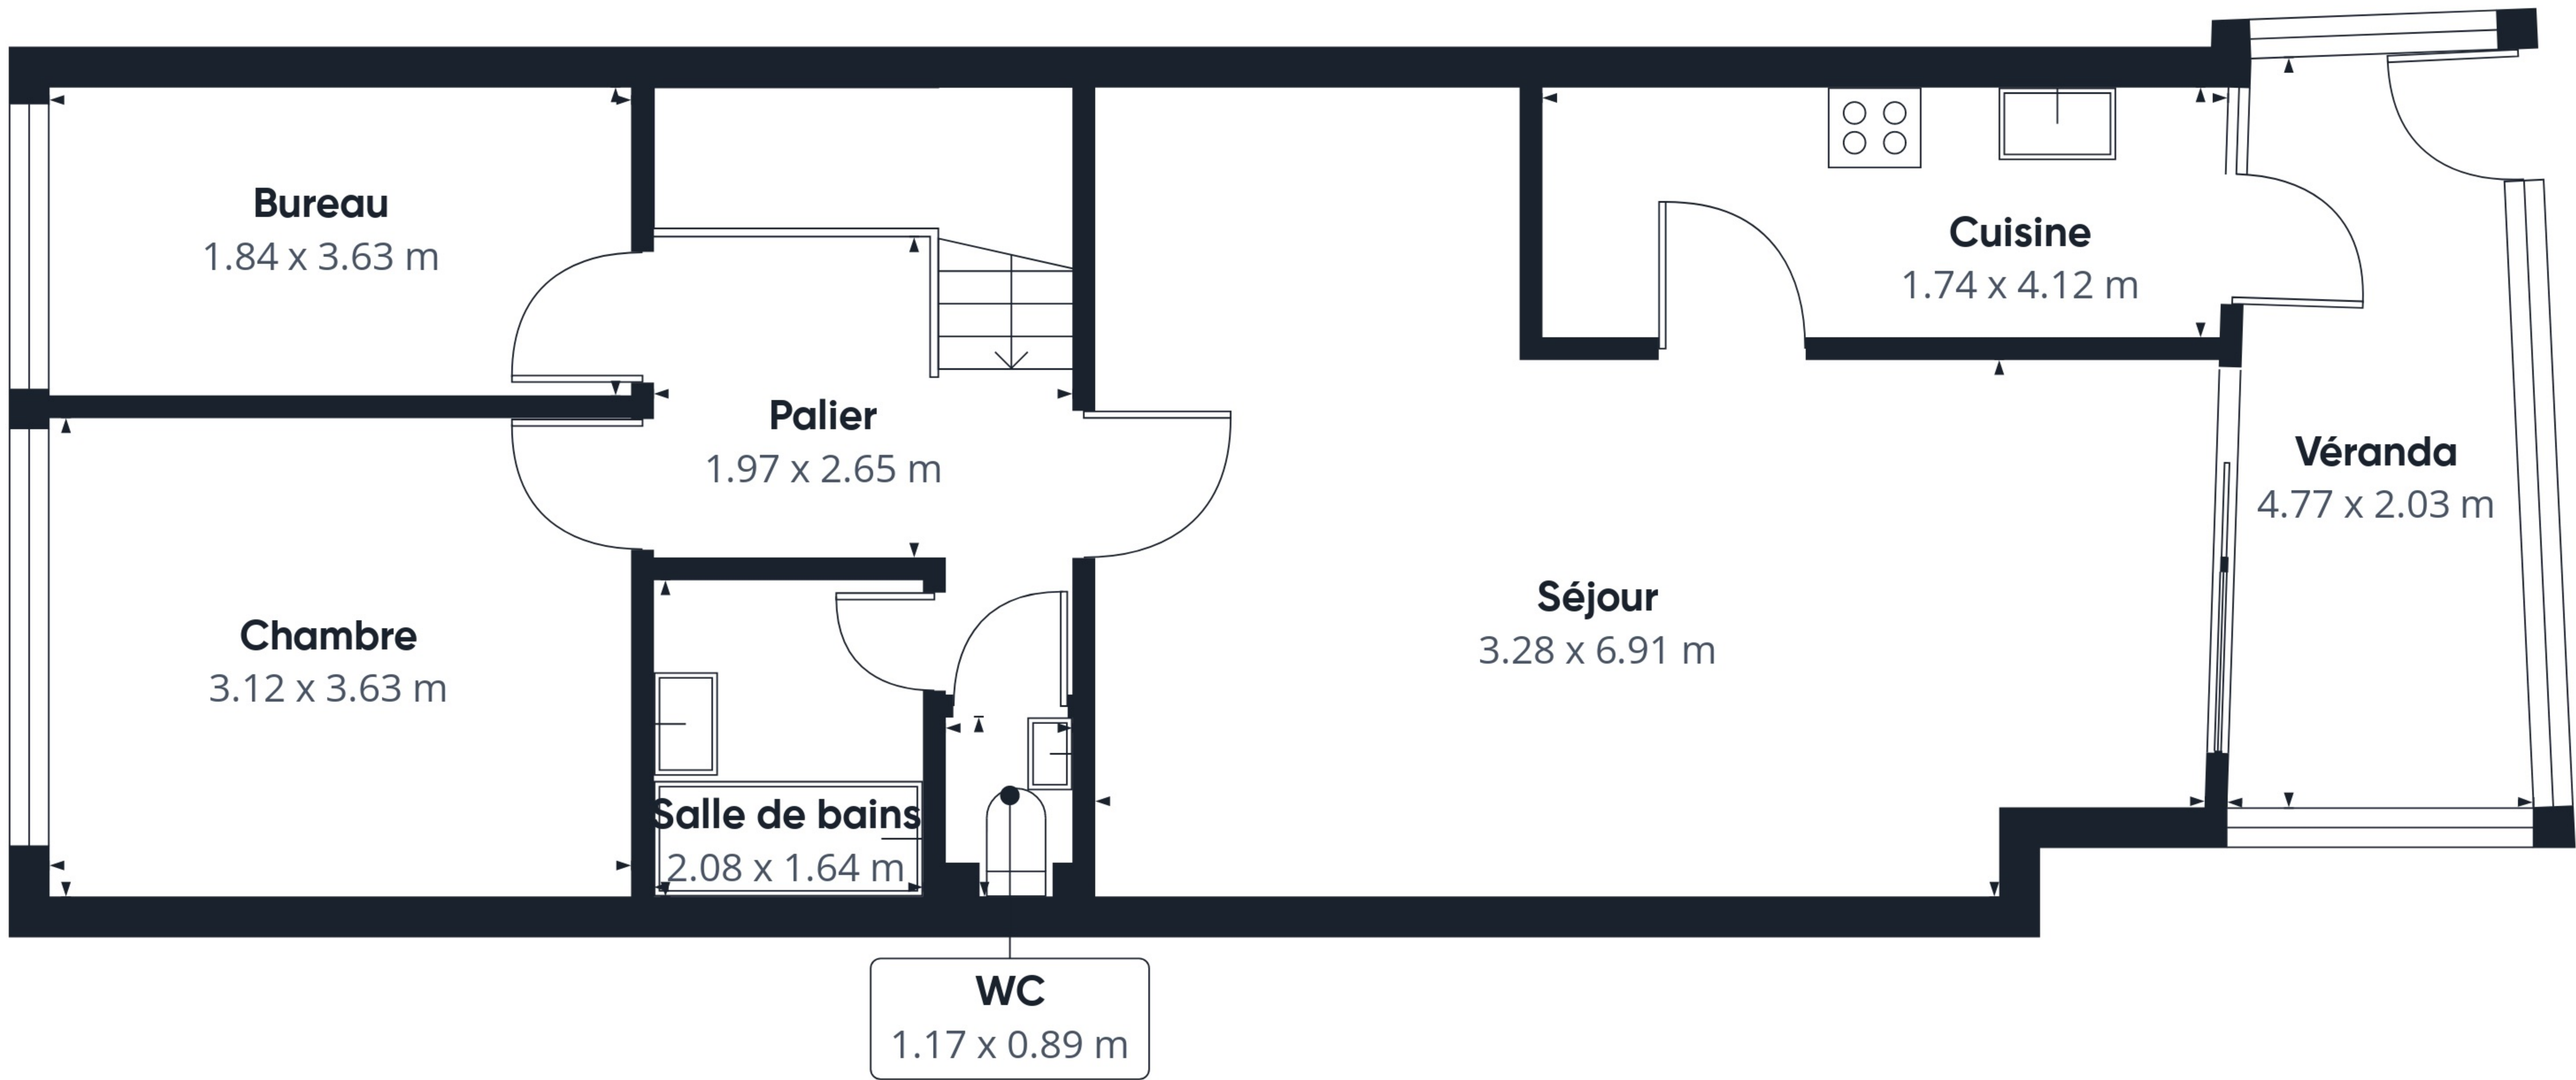 Bureau
1.84 x 3.63 m
Cuisine
1.74 x 4.12 m
Palier
1.97 x 2.65 m
Véranda
4.77 x 2.03 m
Séjour
3.28 x 6.91 m
Chambre
3.12 x 3.63 m
Salle de bains
2.08 x 1.64 m
WC
1.17 x 0.89 m